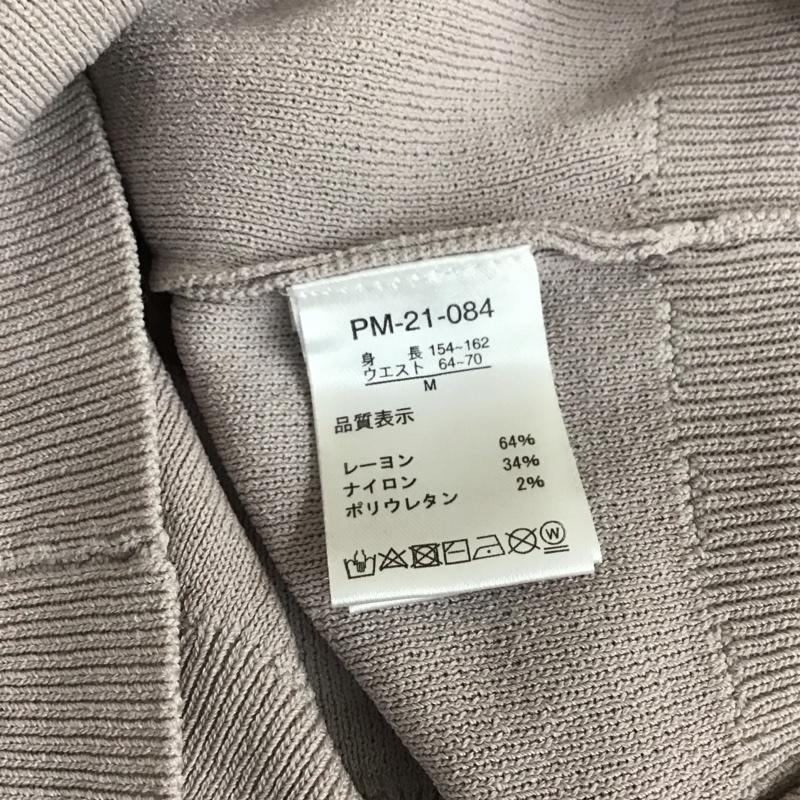 PM-21-084
身 長 154~162
ウエスト 64~70
M
品質表示
レーヨン 64%
ナイロン 34%
ポリウレタン 2%
W